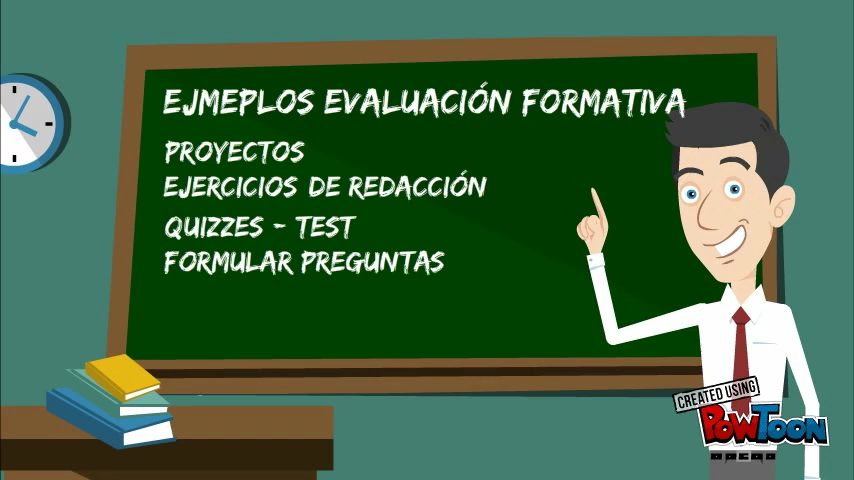 EJMEPLOS EVALUACIÓN FORMATIVA
PROYECTOS
EJERCICIOS DE REDACCIÓN
QUIZZES - TEST
FORMULAR PREGUNTAS
CREATED USING
POWTOON